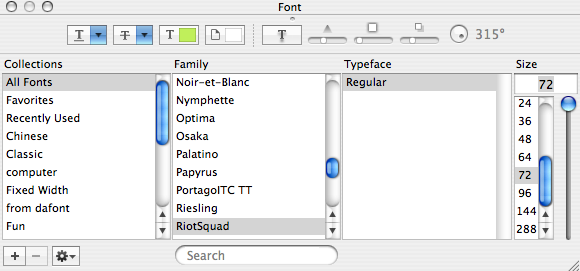 Font
T T T T 315°
Collections Family Typeface Size
All Fonts Noir-et-Blanc Regular 72
Favorites Nymphette 24
Recently Used Optima 36
Chinese Osaka 48
Classic Palatino 64
computer Papyrus 72
Fixed Width PortagoITC TT 96
from dafont Riesling 144
Fun RiotSquad 288
Search